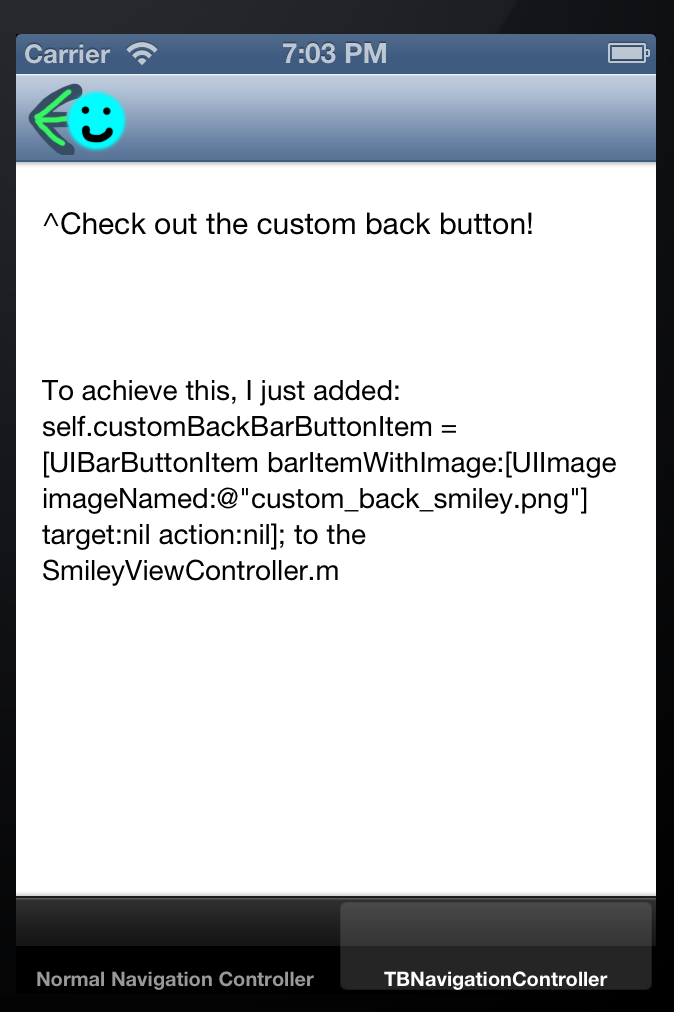 Carrier 7:03 PM
^Check out the custom back button!
To achieve this, I just added:
self.customBackBarButtonItem =
[UIBarButtonItem barItemWithImage:[UIImage
imageNamed:@"custom_back_smiley.png"]
target:nil action:nil]; to the
SmileyViewController.m
Normal Navigation Controller TBNavigationController